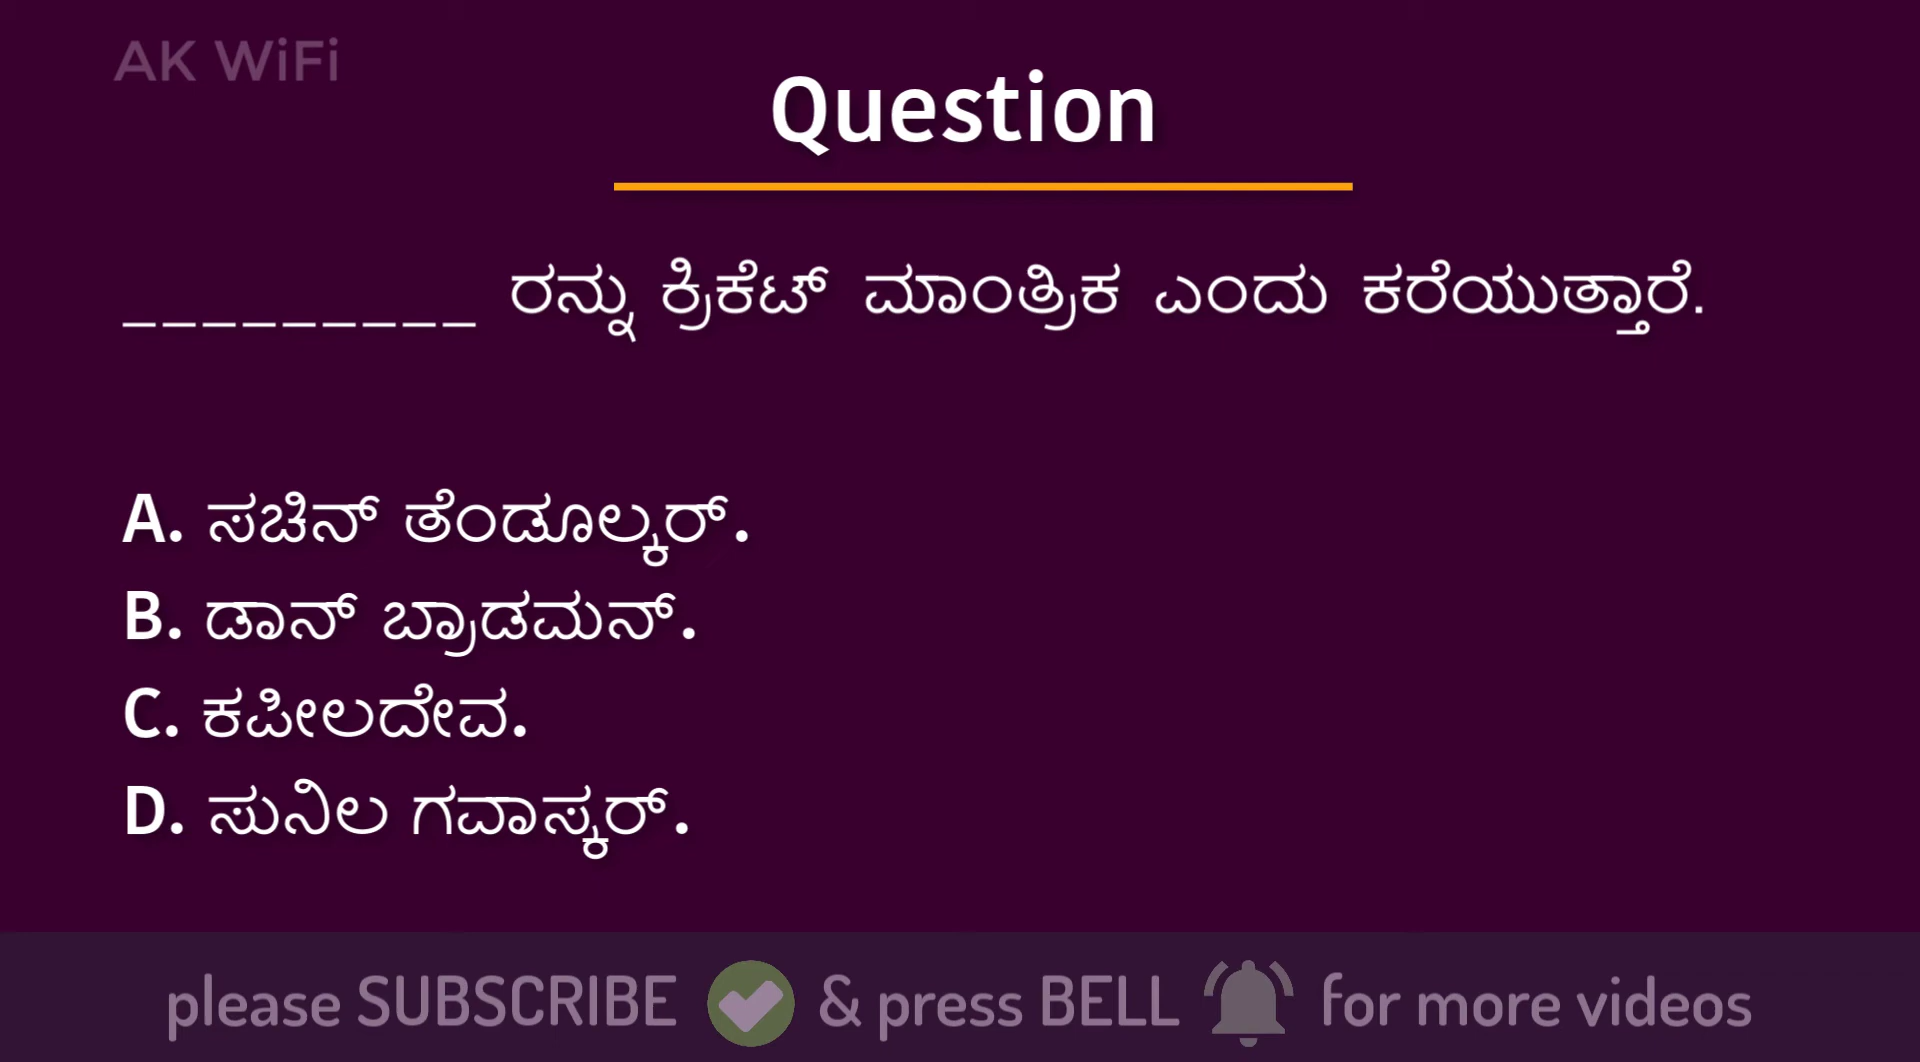 AK WiFi
Question
_________ ರನ್ನು ಕ್ರಿಕೆಟ್ ಮಾಂತ್ರಿಕ ಎಂದು ಕರೆಯುತ್ತಾರೆ.
A. ಸಚಿನ್ ತೆಂಡೂಲ್ಕರ್.
B. ಡಾನ್ ಬ್ರಾಡಮನ್.
C. ಕಪೀಲದೇವ.
D. ಸುನಿಲ ಗವಾಸ್ಕರ್.
please SUBSCRIBE & press BELL for more videos